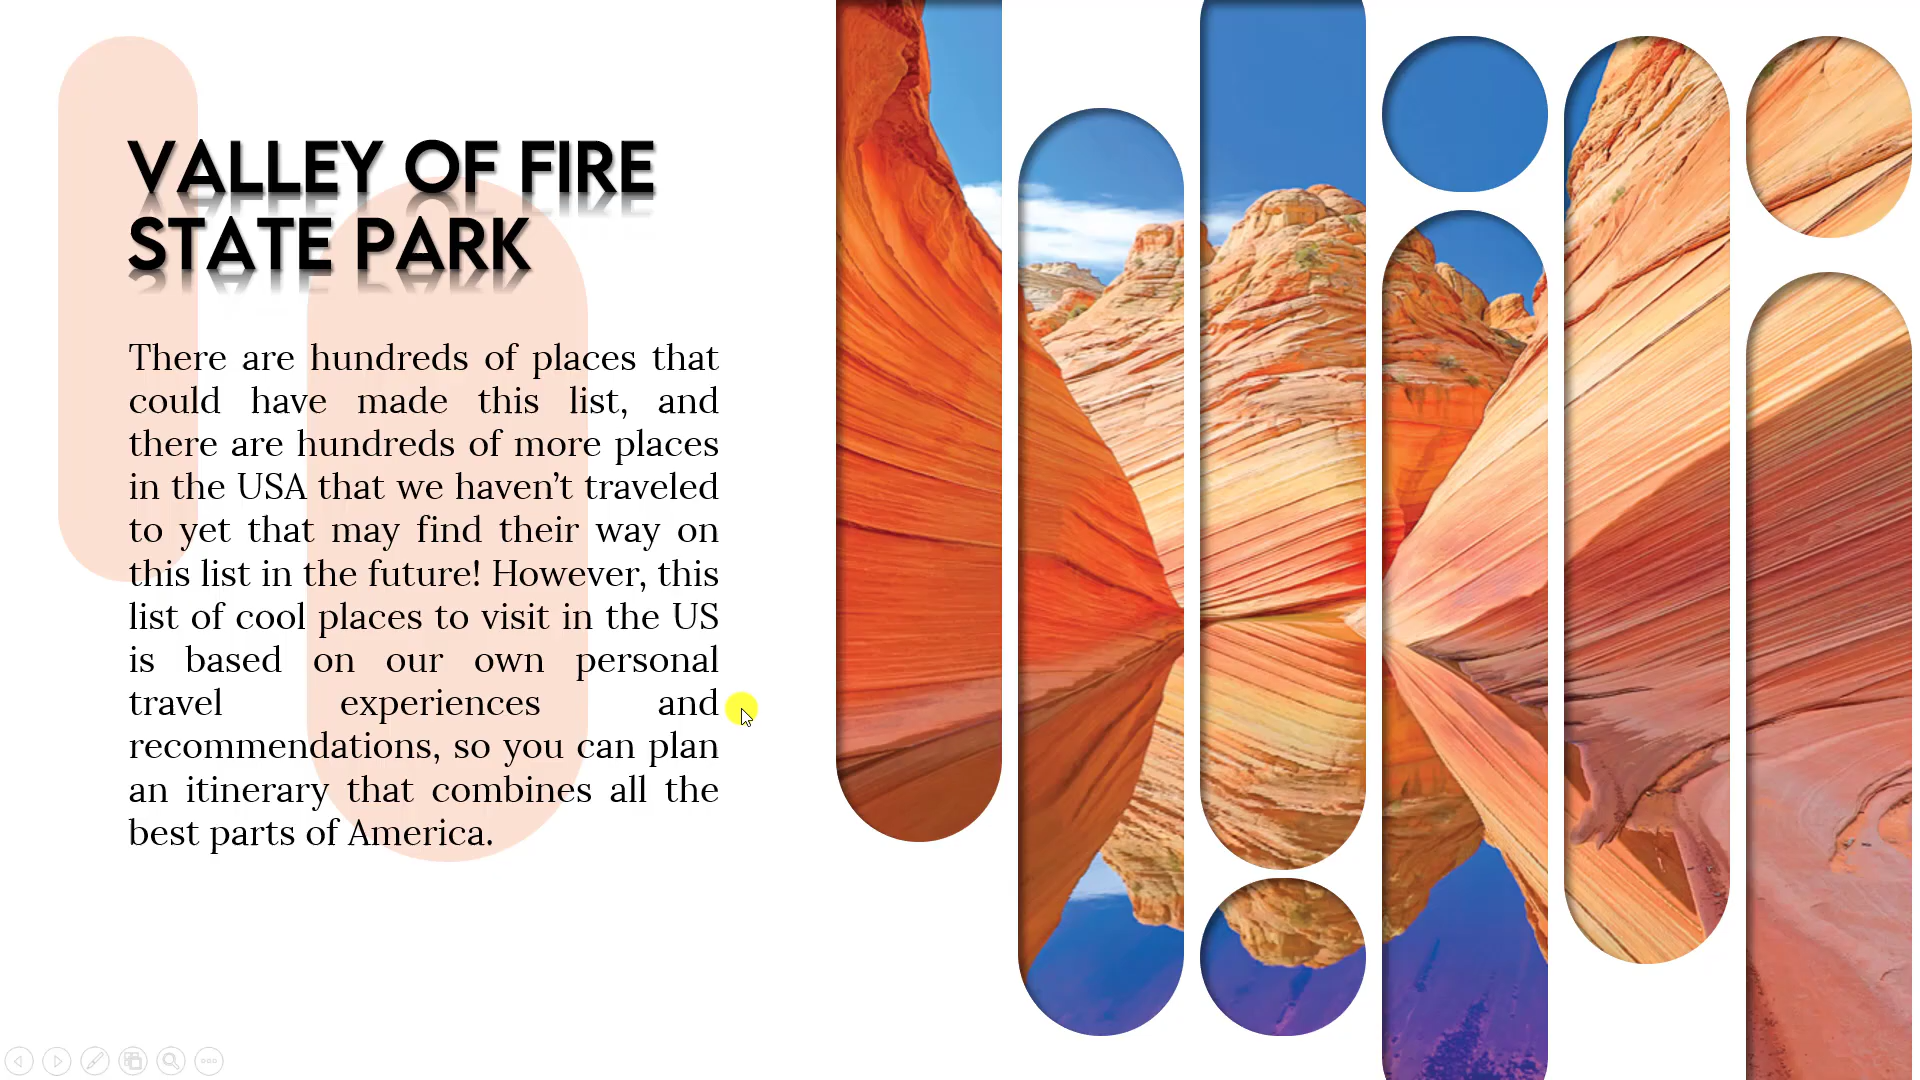 VALLEY OF FIRE
STATE PARK
There are hundreds of places that
could have made this list, and
there are hundreds of more places
in the USA that we haven’t traveled
to yet that may find their way on
this list in the future! However, this
list of cool places to visit in the US
is based on our own personal
travel experiences and
recommendations, so you can plan
an itinerary that combines all the
best parts of America.